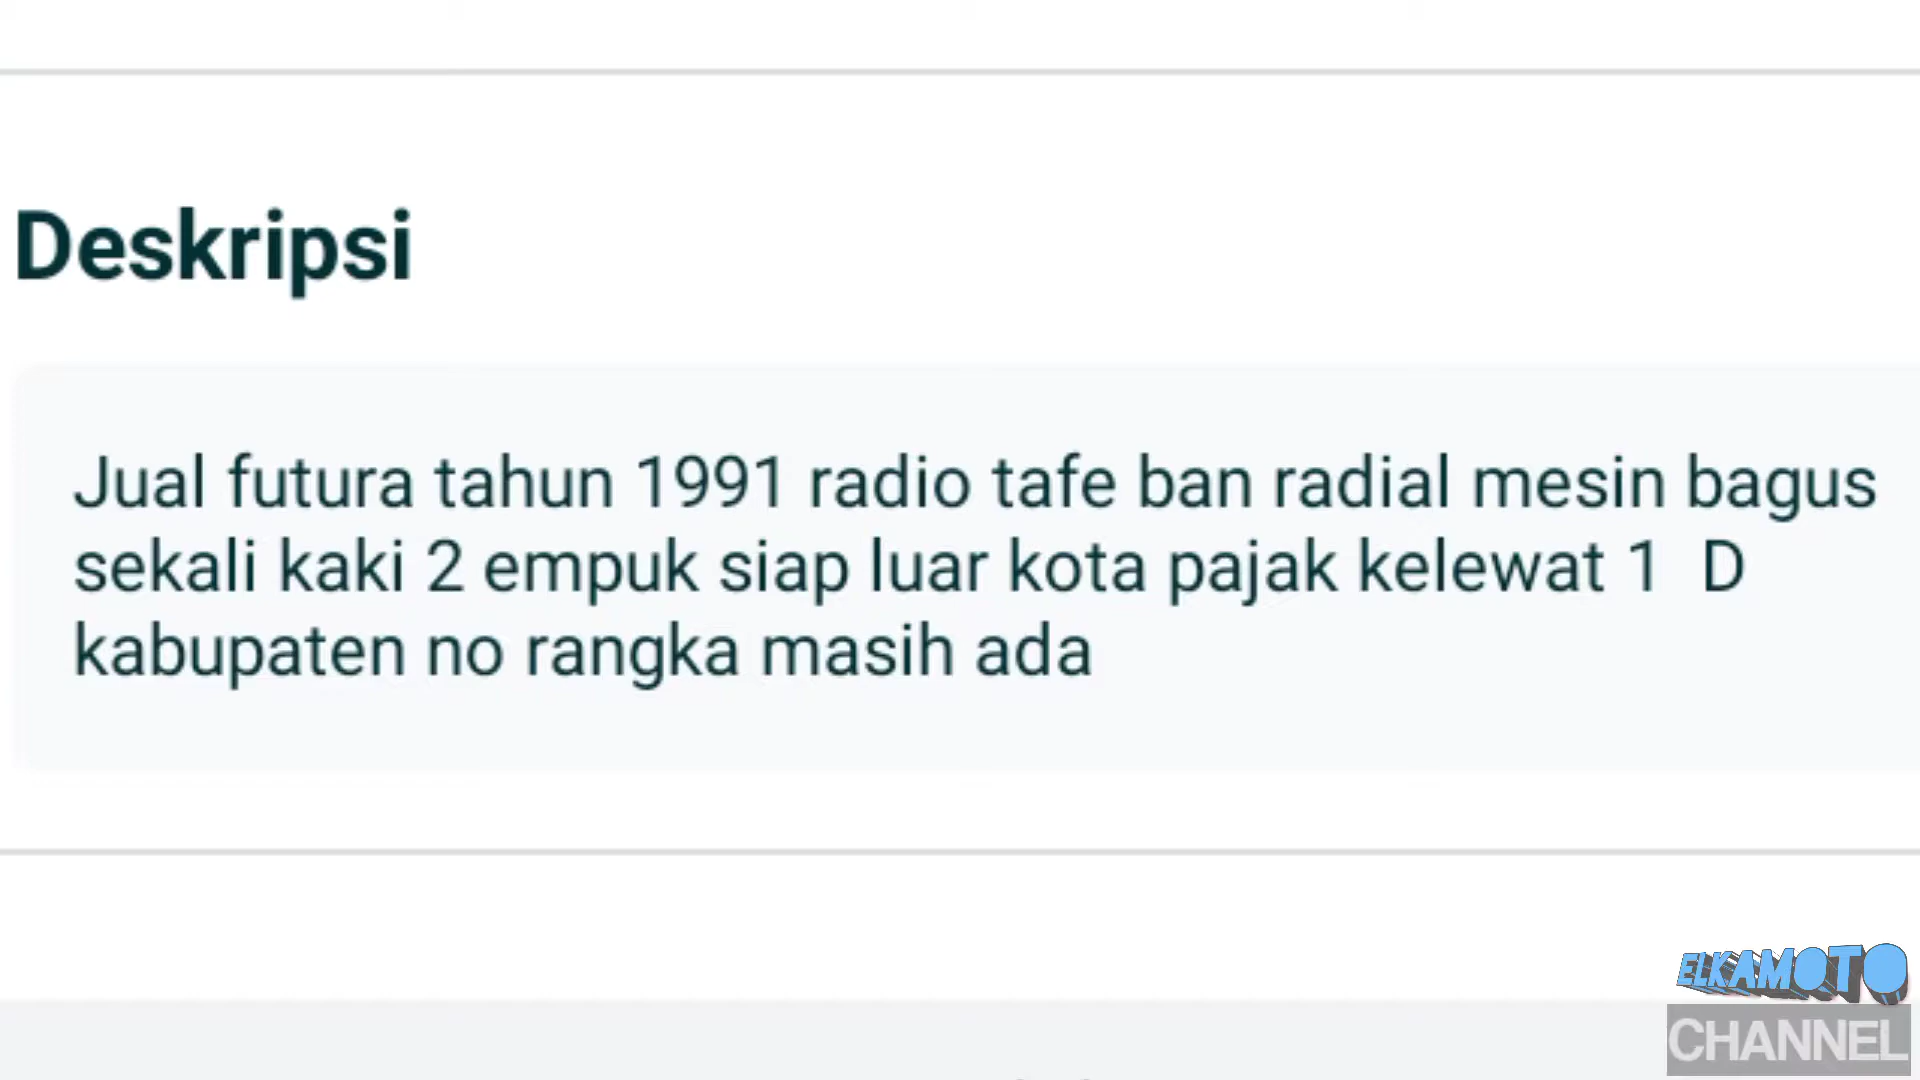 Deskripsi
Jual futura tahun 1991 radio tafe ban radial mesin bagus
sekali kaki 2 empuk siap luar kota pajak kelewat 1  D
kabupaten no rangka masih ada
ELKAMOTO
CHANNEL